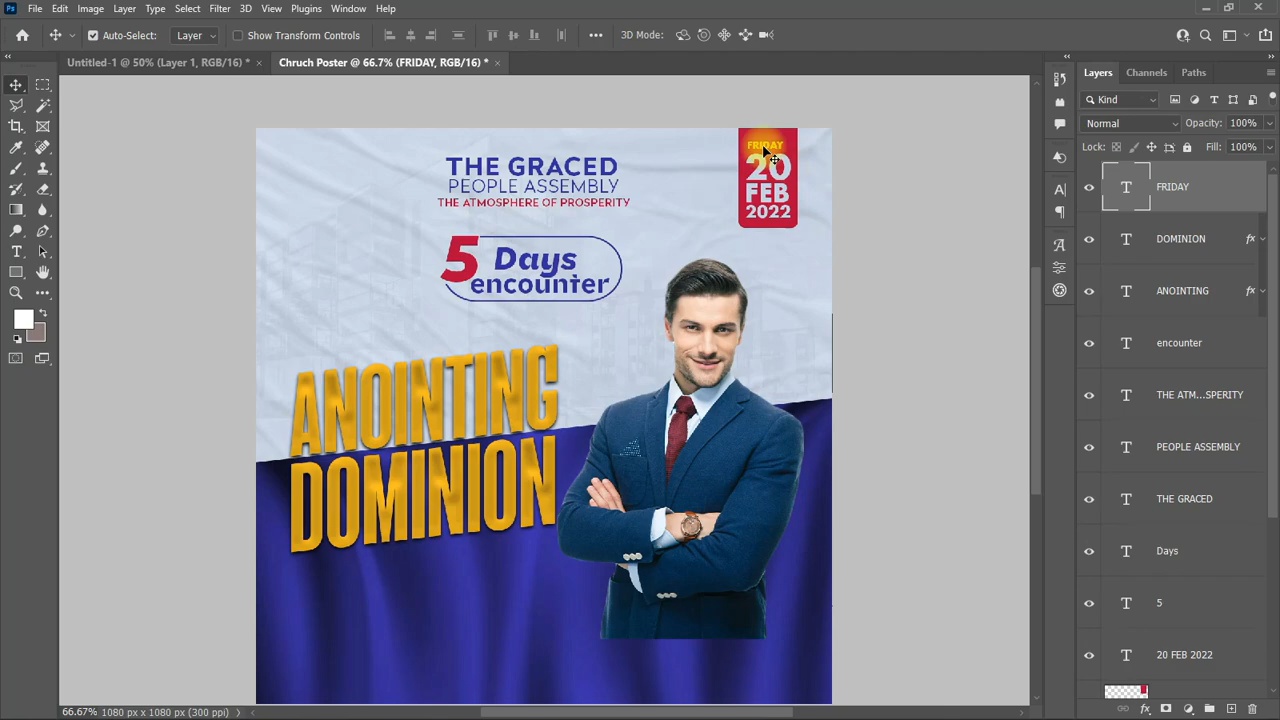 File Edit Image Layer Type Select Filter 3D View Plugins Window Help
Auto-Select: Layer Show Transform Controls 3D Mode:
Untitled-1 @ 50% (Layer 1, RGB/16) * × Chruch Poster @ 66.7% (FRIDAY, RGB/16) * ×
Layers Channels Paths
Kind
Normal Opacity: 100%
Lock: Fill: 100%
THE GRACED
PEOPLE ASSEMBLY
THE ATMOSPHERE OF PROSPERITY
5 Days
encounter
FRIDAY
20
FEB
2022
ANOINTING
DOMINION
FRIDAY
DOMINION fx
ANOINTING fx
encounter
THE ATM...SPERITY
PEOPLE ASSEMBLY
THE GRACED
Days
5
20 FEB 2022
66.67% 1080 px x 1080 px (300 ppi)